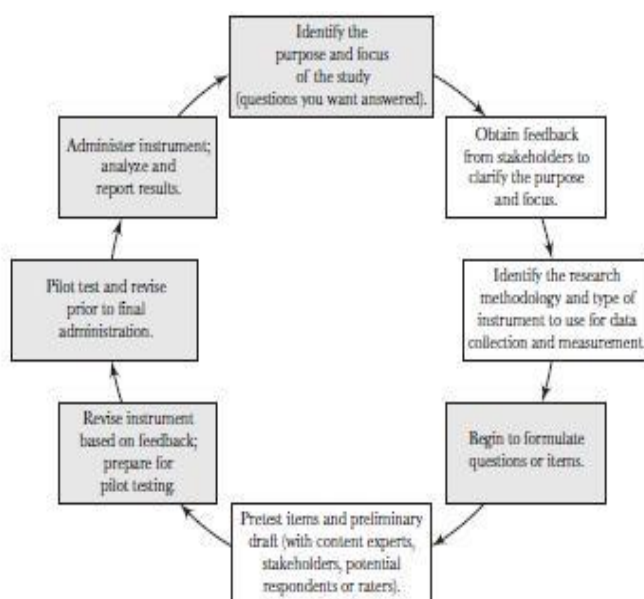 Identify the
purpose and focus
of the study
(questions you want answered).
Obtain feedback
from stakeholders to
clarify the purpose
and focus.
Identify the research
methodology and type of
instrument to use for data
collection and measurement.
Begin to formulate
questions or items.
Pretest items and preliminary
draft (with content experts,
stakeholders, potential
respondents or raters).
Revise instrument
based on feedback;
prepare for
pilot testing.
Pilot test and revise
prior to final
administration.
Administer instrument;
analyze and
report results.